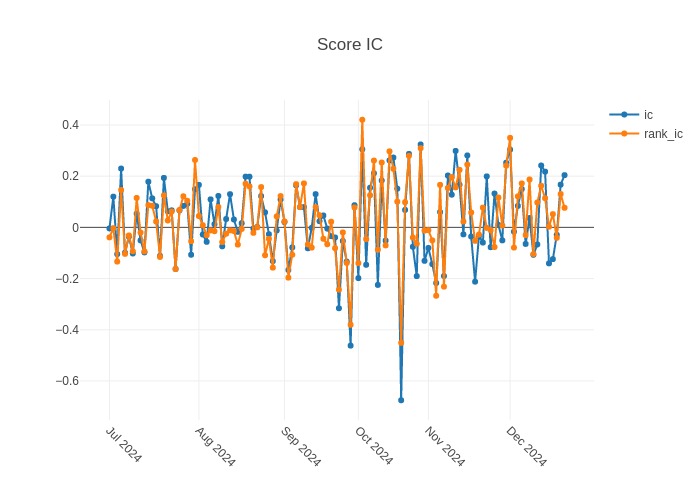 Score IC
ic
rank_ic
0.4
0.2
0
−0.2
−0.4
−0.6
Jul 2024
Aug 2024
Sep 2024
Oct 2024
Nov 2024
Dec 2024